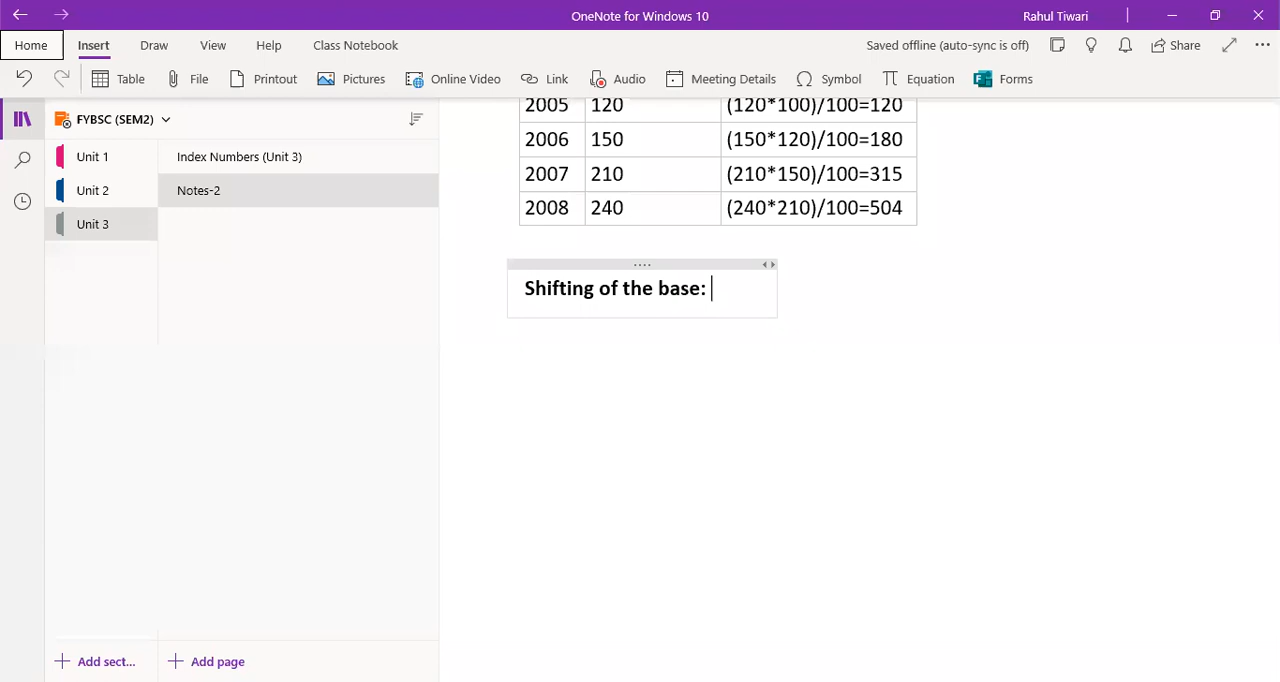 OneNote for Windows 10
Rahul Tiwari
Home Insert Draw View Help Class Notebook
Saved offline (auto-sync is off) Share
Table File Printout Pictures Online Video Link Audio Meeting Details Symbol Equation Forms
FYBSC (SEM2)
Unit 1
Unit 2
Unit 3
Index Numbers (Unit 3)
Notes-2
2005 120 (120*100)/100=120
2006 150 (150*120)/100=180
2007 210 (210*150)/100=315
2008 240 (240*210)/100=504
Shifting of the base:
Add sect...
Add page